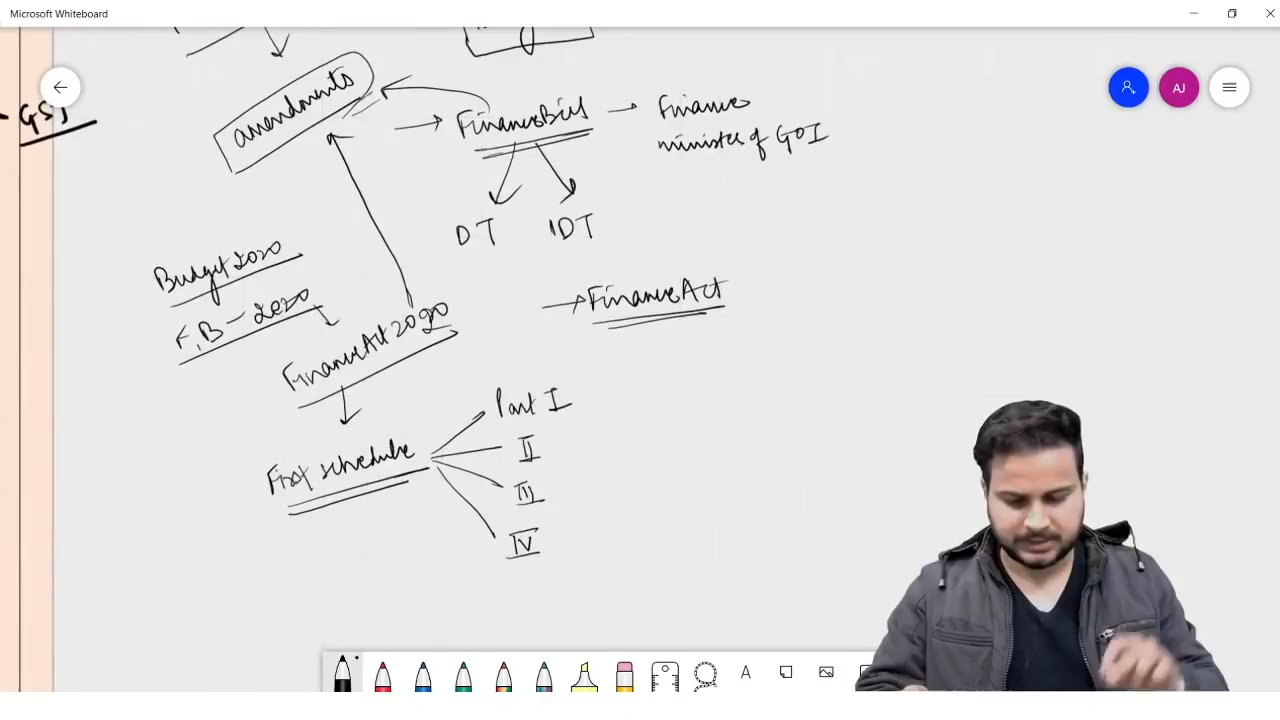 Microsoft Whiteboard
GST
amendments
Finance Bill
Finance
minister of GOI
DT
IDT
Budget 2020
F.B - 2020
Finance Act 2020
Finance Act
First schedule
Part I
II
III
IV
AJ
A